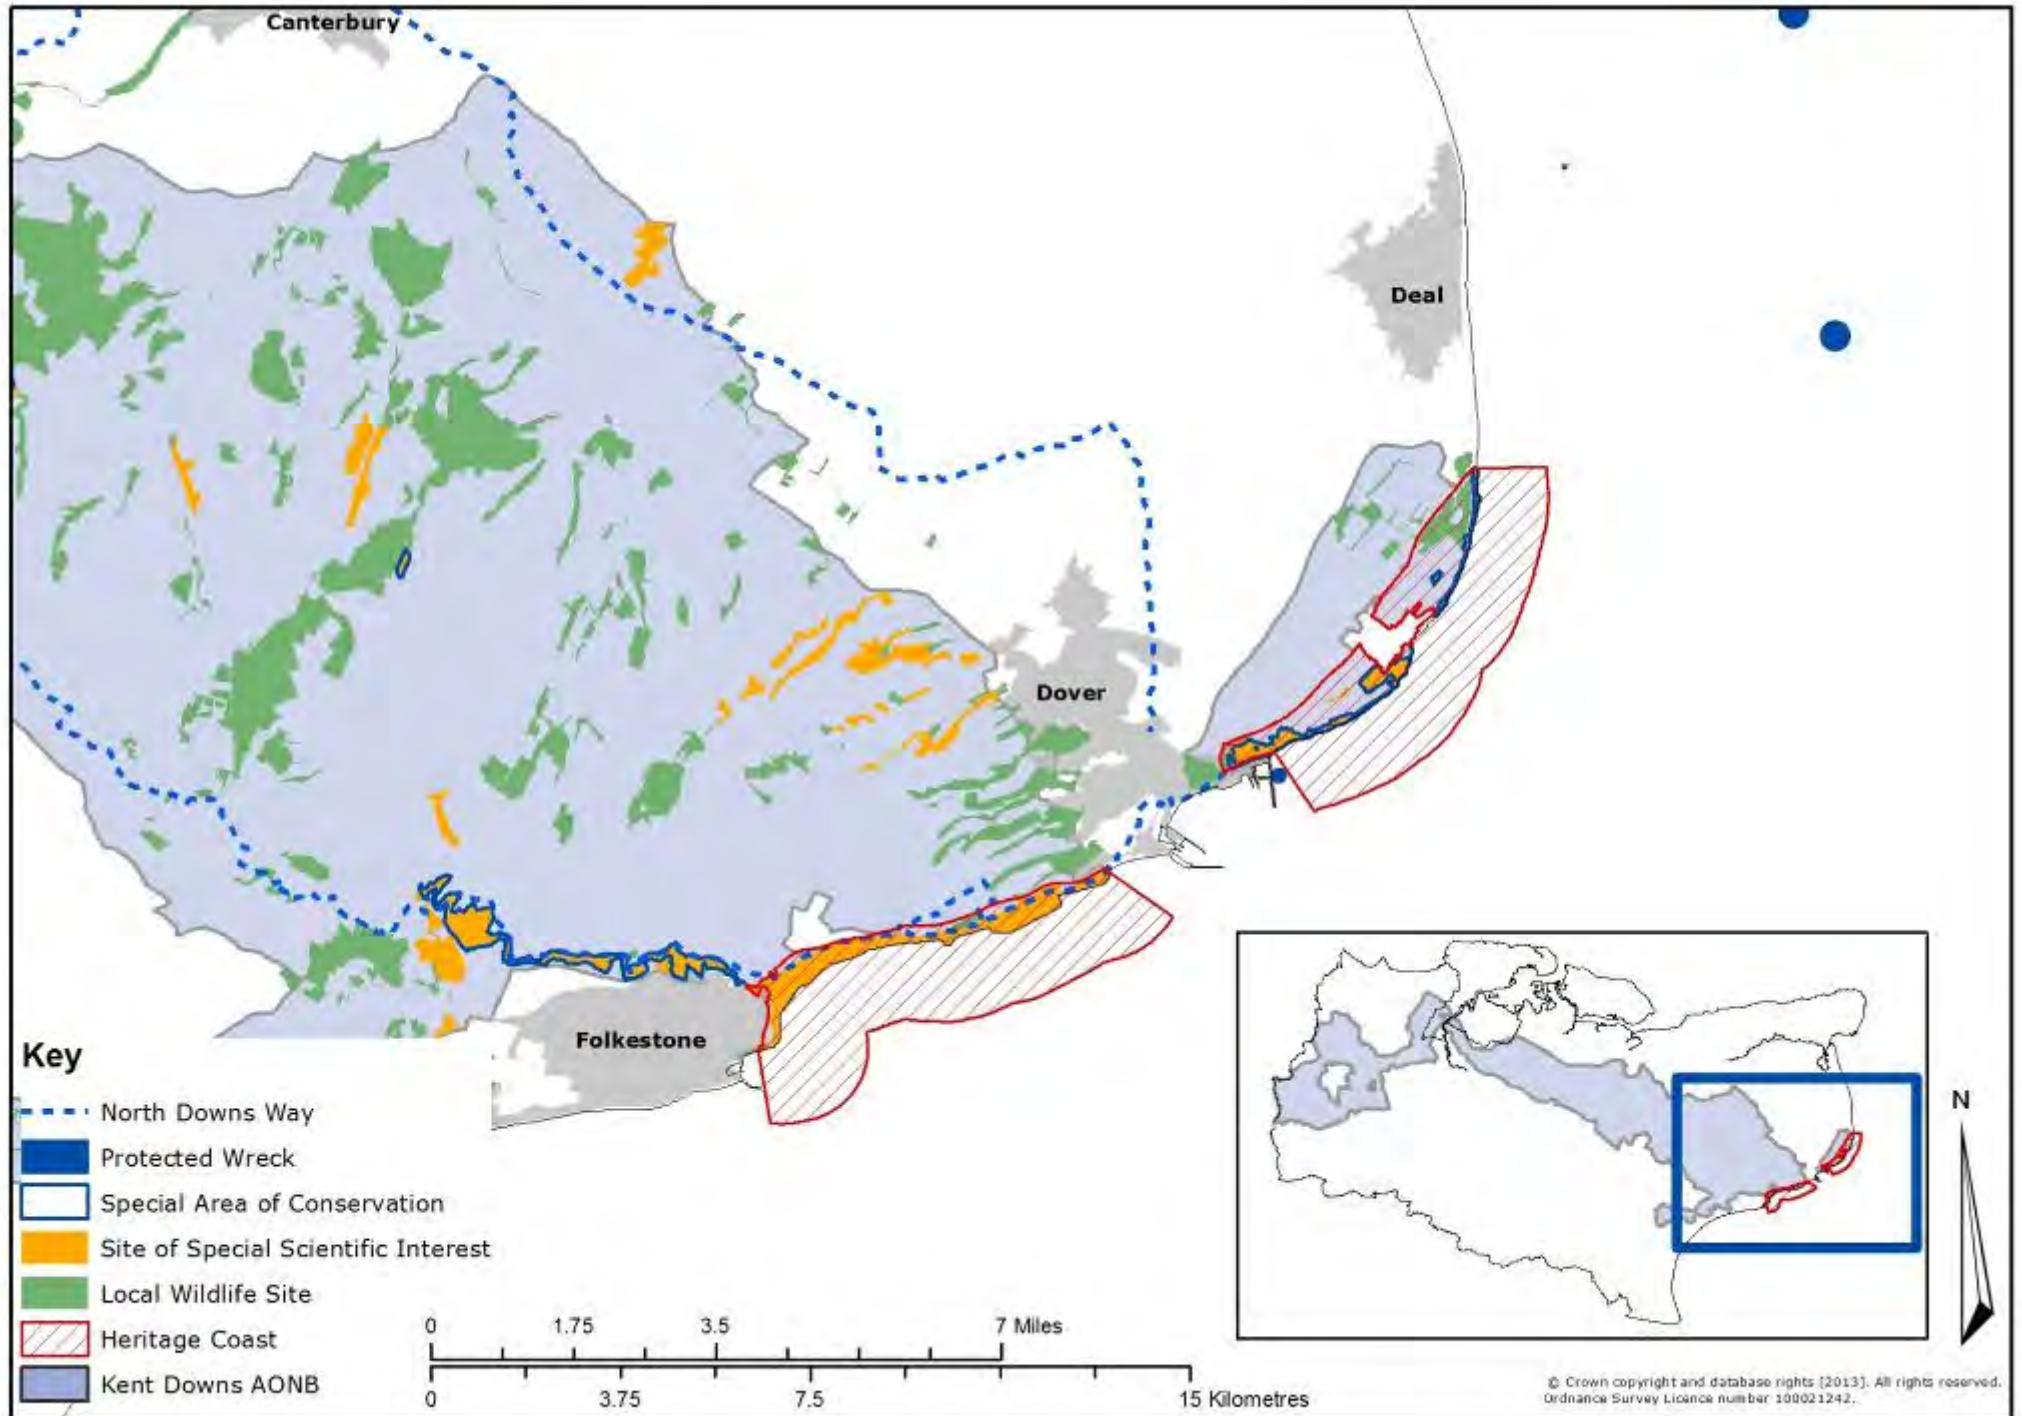 Canterbury
Deal
Dover
Folkestone
Key
North Downs Way
Protected Wreck
Special Area of Conservation
Site of Special Scientific Interest
Local Wildlife Site
Heritage Coast
Kent Downs AONB
0 1.75 3.5 7 Miles
0 3.75 7.5 15 Kilometres
N
© Crown copyright and database rights [2013]. All rights reserved.
Ordnance Survey Licence number 100021242.